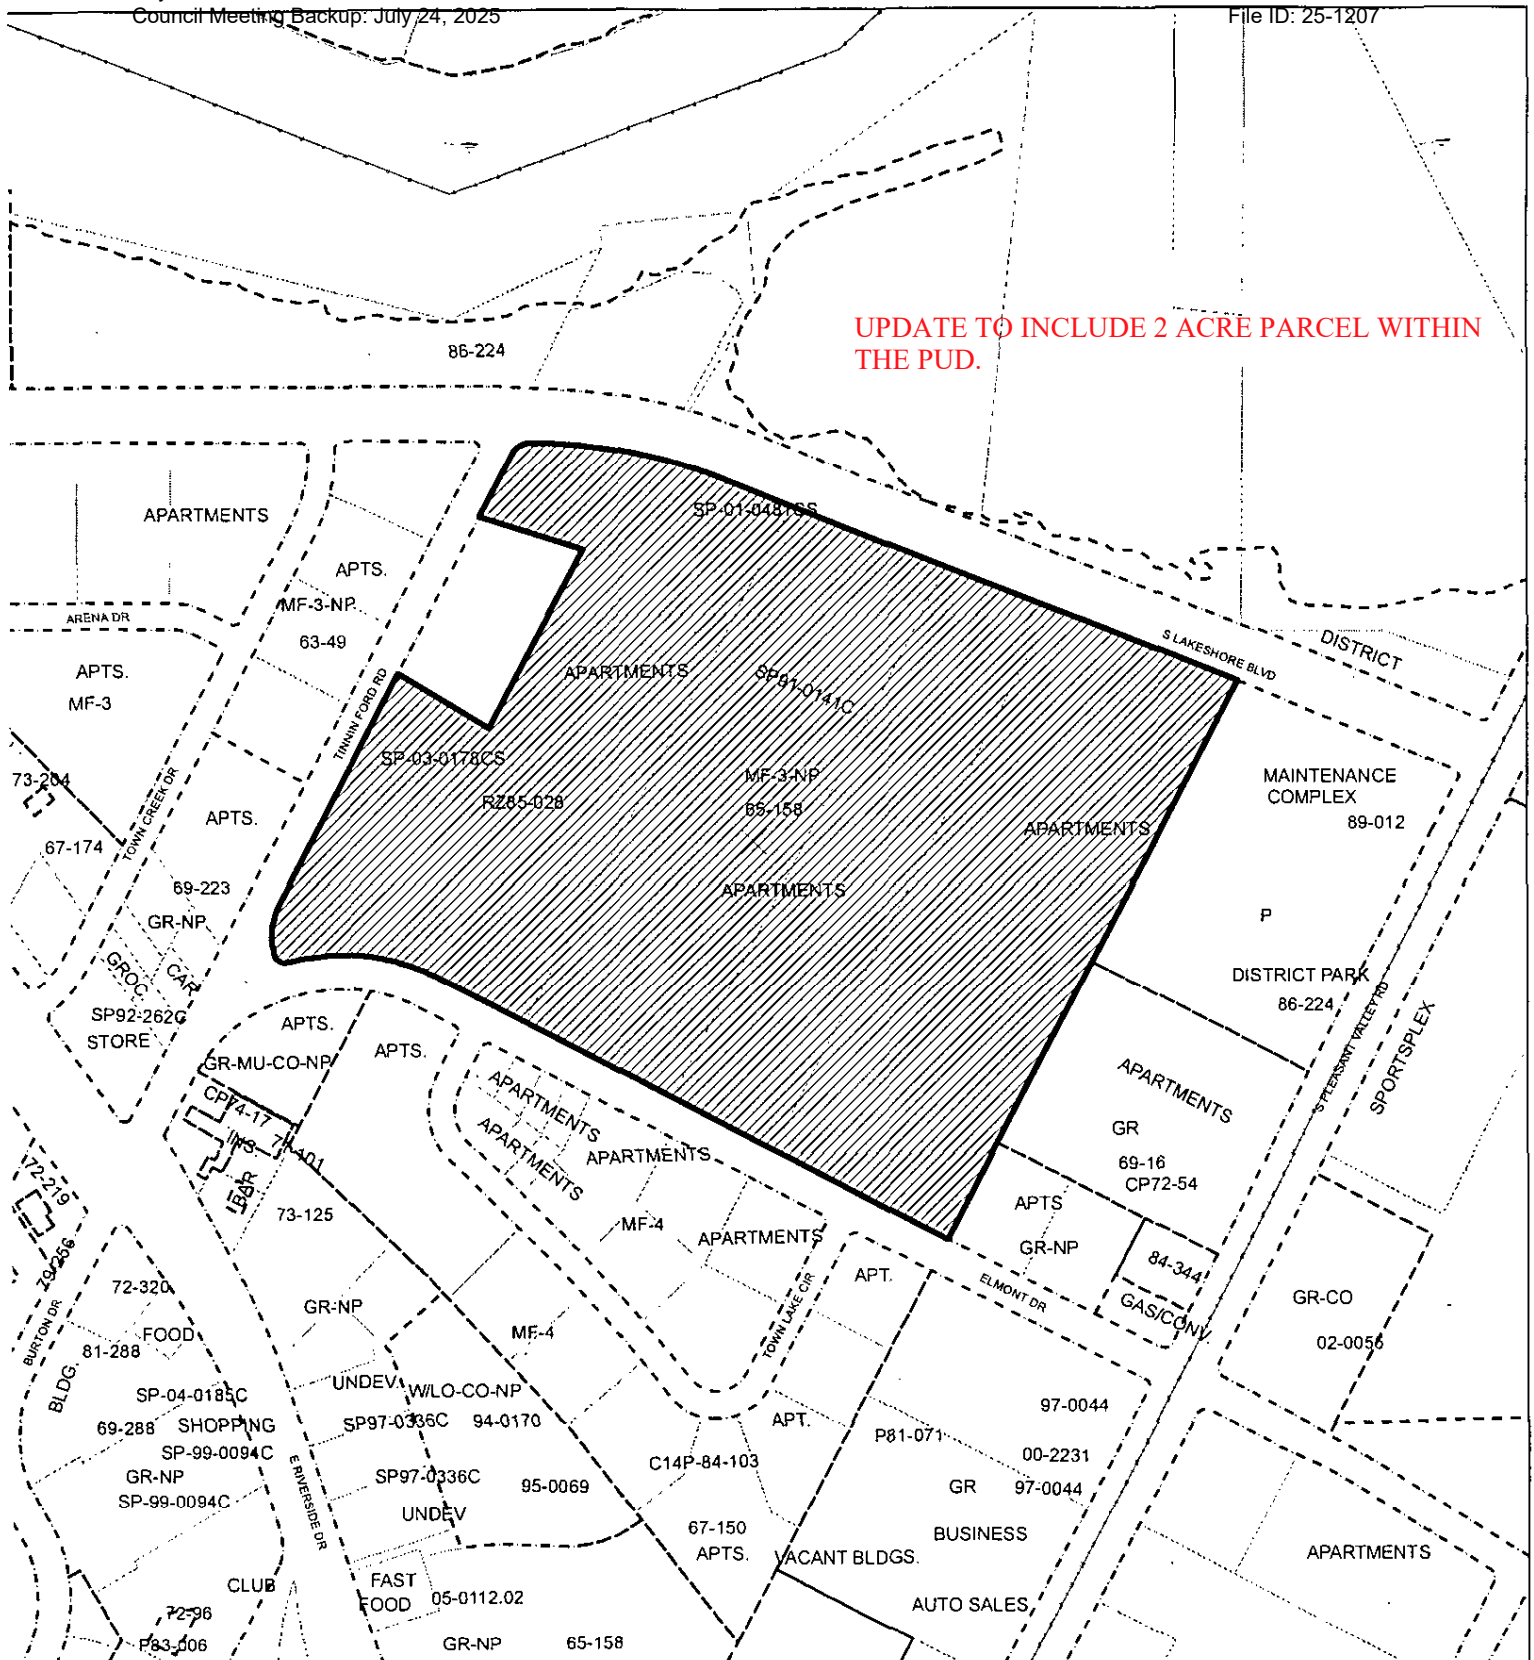 Council Meeting Backup: July 24, 2025
File ID: 25-1207
UPDATE TO INCLUDE 2 ACRE PARCEL WITHIN
THE PUD.
86-224
APARTMENTS
SP-01-0481CS
APTS.
MF-3-NP
63-49
ARENA DR
APTS.
MF-3
TINNIN FORD RD
APARTMENTS
SP91-0141C
S LAKESHORE BLVD
DISTRICT
SP-03-0178CS
RZ85-028
MF-3-NP
65-158
APARTMENTS
APARTMENTS
MAINTENANCE
COMPLEX
89-012
73-204
67-174
TOWN CREEK DR
APTS.
69-223
GR-NP
GROC
CAR
SP92-262C
STORE
P
DISTRICT PARK
86-224
S PLEASANT VALLEY RD
SPORTSPLEX
APTS.
GR-MU-CO-NP
APTS.
CP74-17
INS
BAR
73-125
APARTMENTS
APARTMENTS
APARTMENTS
MF-4
APARTMENTS
APARTMENTS
GR
69-16
CP72-54
APTS
GR-NP
84-344
GAS/CONV.
ELMONT DR
TOWN LAKE CIR
APT.
72-219
79-256
72-320
BURTON DR
FOOD
81-288
BLDG.
SP-04-0185C
69-288
SHOPPING
SP-99-0094C
GR-NP
SP-99-0094C
E RIVERSIDE DR
GR-NP
MF-4
UNDEV
W/LO-CO-NP
SP97-0336C
94-0170
SP97-0336C
95-0069
UNDEV
GR-CO
02-0056
APT.
C14P-84-103
P81-071
97-0044
00-2231
GR
97-0044
67-150
APTS.
BUSINESS
VACANT BLDGS.
AUTO SALES
APARTMENTS
CLUB
72-96
P83-006
FAST
FOOD
05-0112.02
GR-NP
65-158